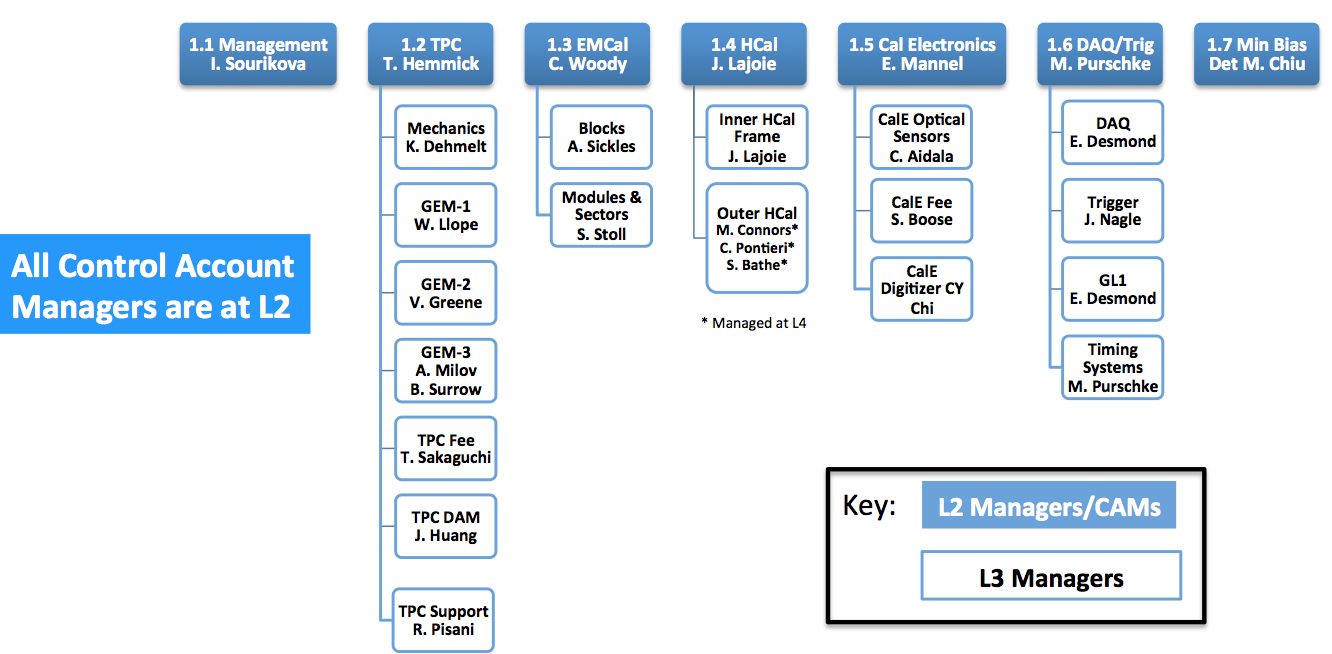 1.1 Management
I. Sourikova
1.2 TPC
T. Hemmick
1.3 EMCal
C. Woody
1.4 HCal
J. Lajoie
1.5 Cal Electronics
E. Mannel
1.6 DAQ/Trig
M. Purschke
1.7 Min Bias
Det M. Chiu
Mechanics
K. Dehmelt
GEM-1
W. Llope
GEM-2
V. Greene
GEM-3
A. Milov
B. Surrow
TPC Fee
T. Sakaguchi
TPC DAM
J. Huang
TPC Support
R. Pisani
Blocks
A. Sickles
Modules &
Sectors
S. Stoll
Inner HCal
Frame
J. Lajoie
Outer HCal
M. Connors*
C. Pontieri*
S. Bathe*
* Managed at L4
CalE Optical
Sensors
C. Aidala
CalE Fee
S. Boose
CalE
Digitizer CY
Chi
DAQ
E. Desmond
Trigger
J. Nagle
GL1
E. Desmond
Timing
Systems
M. Purschke
All Control Account
Managers are at L2
Key:
L2 Managers/CAMs
L3 Managers